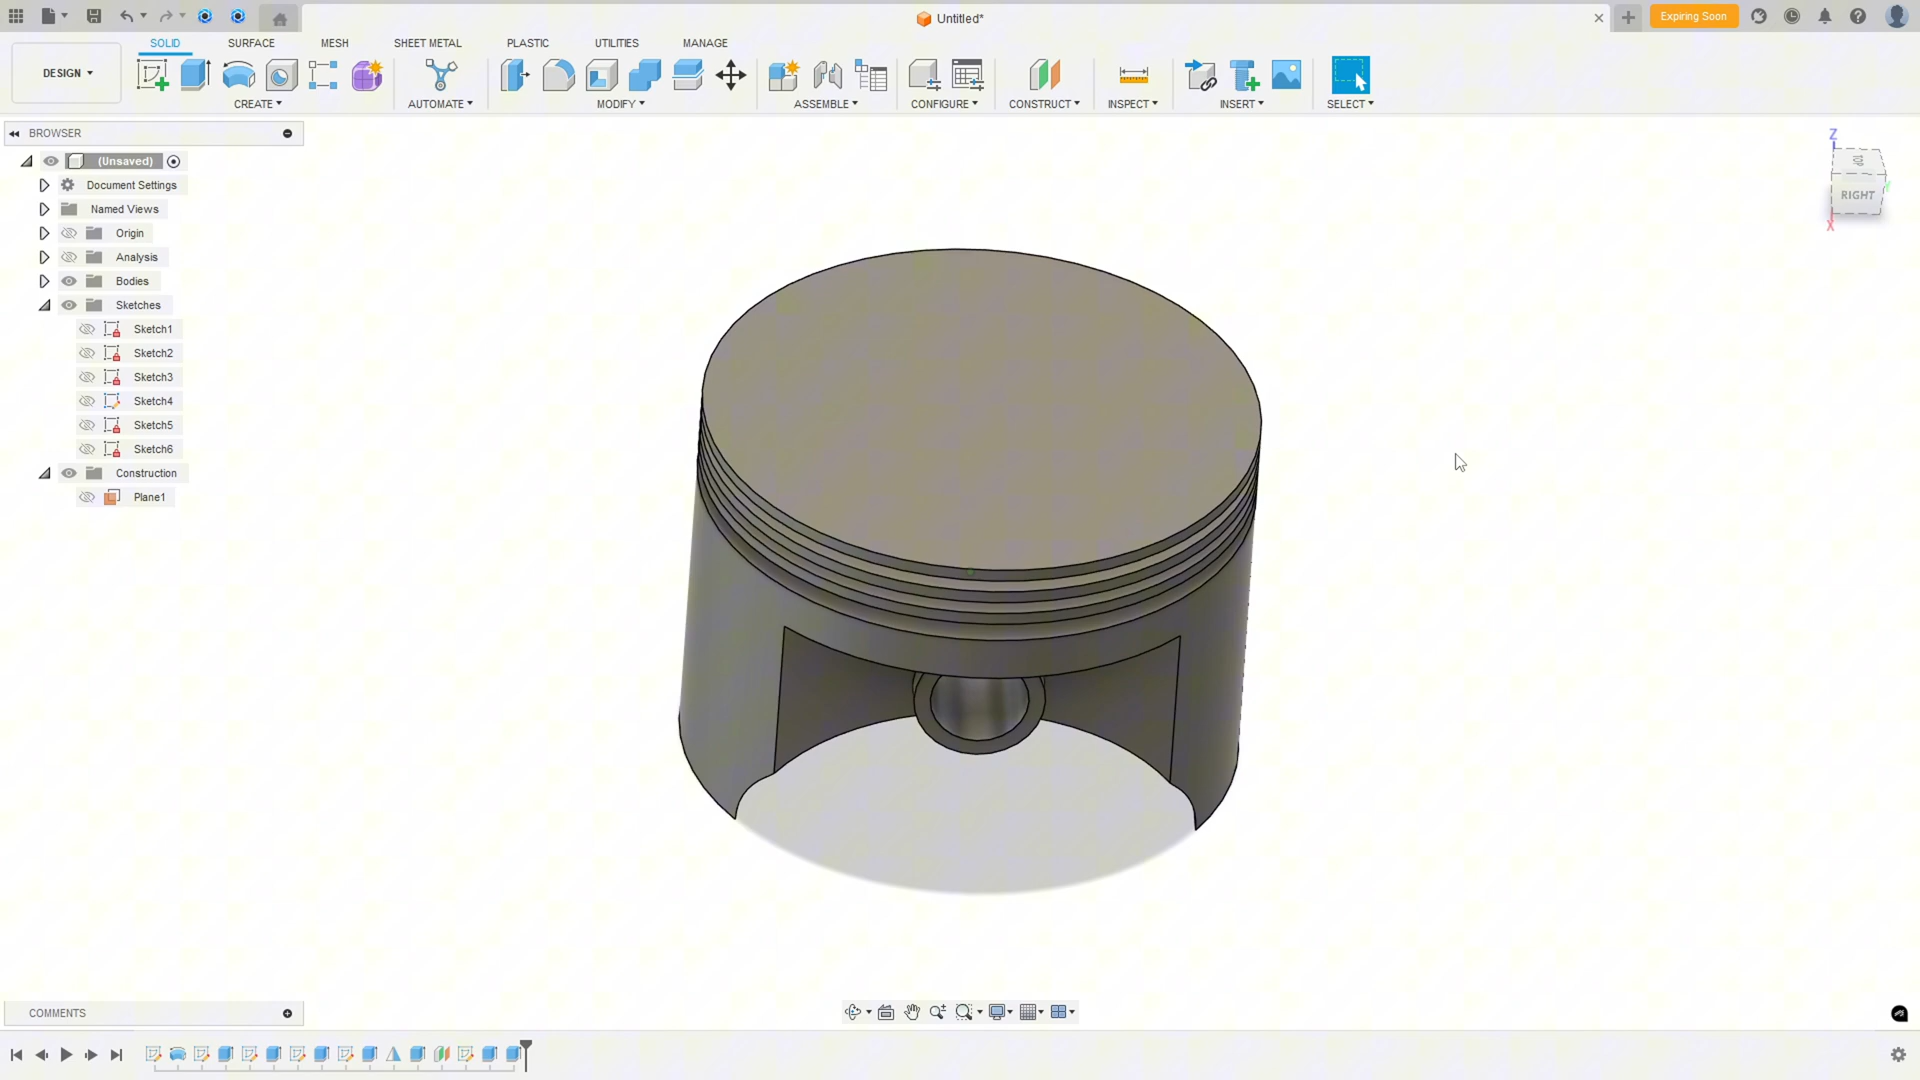 Untitled*
Expiring Soon
SOLID SURFACE MESH SHEET METAL PLASTIC UTILITIES MANAGE
DESIGN
CREATE AUTOMATE MODIFY ASSEMBLE CONFIGURE CONSTRUCT INSPECT INSERT SELECT
BROWSER
(Unsaved)
Document Settings
Named Views
Origin
Analysis
Bodies
Sketches
Sketch1
Sketch2
Sketch3
Sketch4
Sketch5
Sketch6
Construction
Plane1
Z
TOP
RIGHT
X
COMMENTS